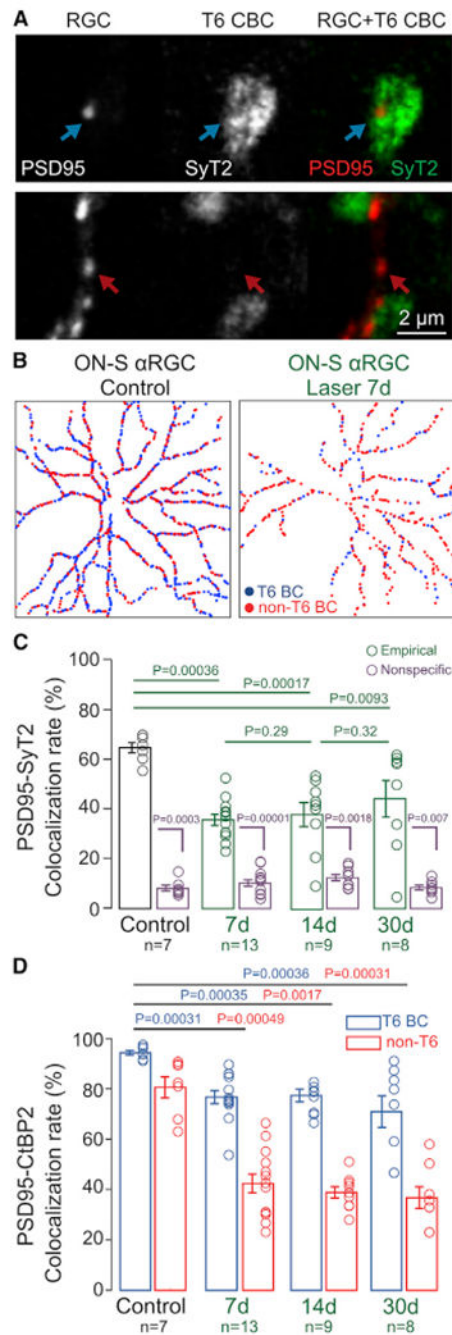 A
RGC T6 CBC RGC+T6 CBC
PSD95 SyT2 PSD95 SyT2
2 μm
B
ON-S αRGC ON-S αRGC
Control Laser 7d
T6 BC
non-T6 BC
C
Empirical
Nonspecific
P=0.00036
P=0.00017
P=0.0093
P=0.29 P=0.32
PSD95-SyT2
Colocalization rate (%)
100
80
60
40
20
0
P=0.0003 P=0.00001 P=0.0018 P=0.007
Control 7d 14d 30d
n=7 n=13 n=9 n=8
D
P=0.00036 P=0.00031
P=0.00035 P=0.0017
P=0.00031 P=0.00049
T6 BC
non-T6
PSD95-CtBP2
Colocalization rate (%)
100
80
60
40
20
0
Control 7d 14d 30d
n=7 n=13 n=9 n=8